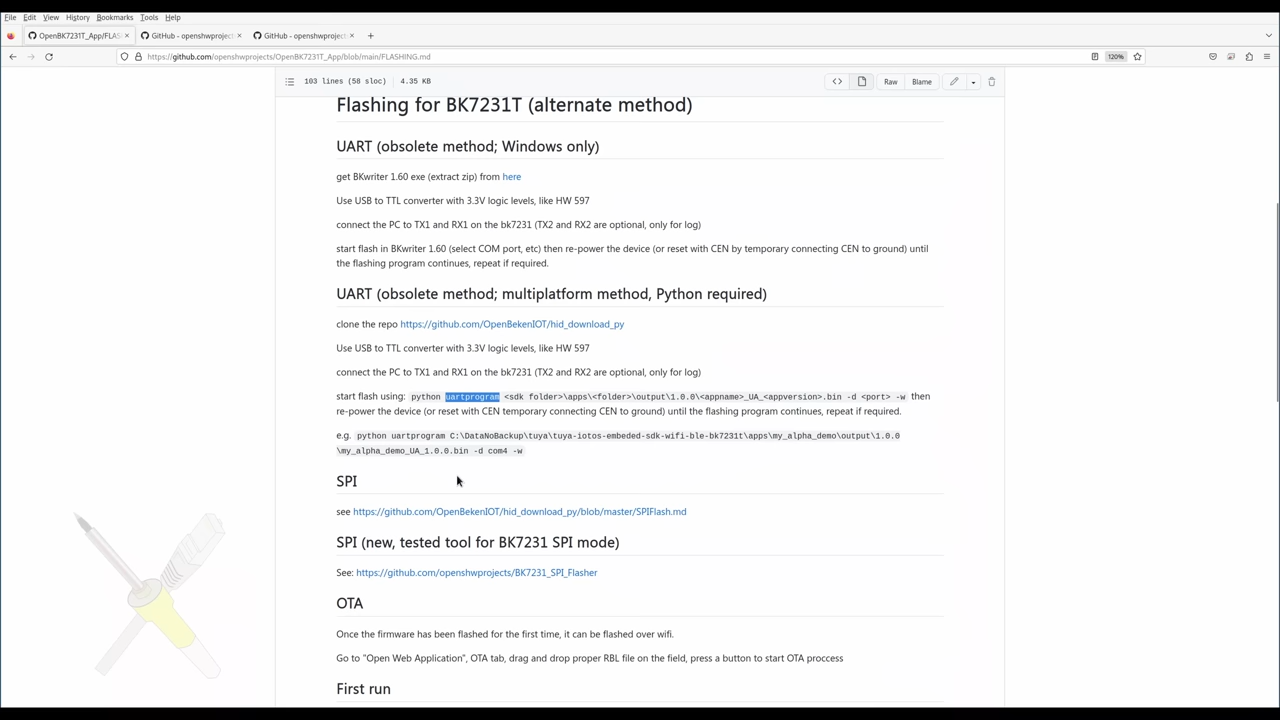 File Edit View History Bookmarks Tools Help
OpenBK7231T_App/FLAS
GitHub - openshwproject
GitHub - openshwproject
https://github.com/openshwprojects/OpenBK7231T_App/blob/main/FLASHING.md
120%
103 lines (58 sloc) 4.35 KB
Raw
Blame
Flashing for BK7231T (alternate method)
UART (obsolete method; Windows only)
get BKwriter 1.60 exe (extract zip) from here
Use USB to TTL converter with 3.3V logic levels, like HW 597
connect the PC to TX1 and RX1 on the bk7231 (TX2 and RX2 are optional, only for log)
start flash in BKwriter 1.60 (select COM port, etc) then re-power the device (or reset with CEN by temporary connecting CEN to ground) until
the flashing program continues, repeat if required.
UART (obsolete method; multiplatform method, Python required)
clone the repo https://github.com/OpenBekenIOT/hid_download_py
Use USB to TTL converter with 3.3V logic levels, like HW 597
connect the PC to TX1 and RX1 on the bk7231 (TX2 and RX2 are optional, only for log)
start flash using: python uartprogram <sdk folder>\apps\<folder>\output\1.0.0\<appname>_UA_<appversion>.bin -d <port> -w then
re-power the device (or reset with CEN temporary connecting CEN to ground) until the flashing program continues, repeat if required.
e.g. python uartprogram C:\DataNoBackup\tuya\tuya-iotos-embeded-sdk-wifi-ble-bk7231t\apps\my_alpha_demo\output\1.0.0
\my_alpha_demo_UA_1.0.0.bin -d com4 -w
SPI
see https://github.com/OpenBekenIOT/hid_download_py/blob/master/SPIFlash.md
SPI (new, tested tool for BK7231 SPI mode)
See: https://github.com/openshwprojects/BK7231_SPI_Flasher
OTA
Once the firmware has been flashed for the first time, it can be flashed over wifi.
Go to "Open Web Application", OTA tab, drag and drop proper RBL file on the field, press a button to start OTA proccess
First run